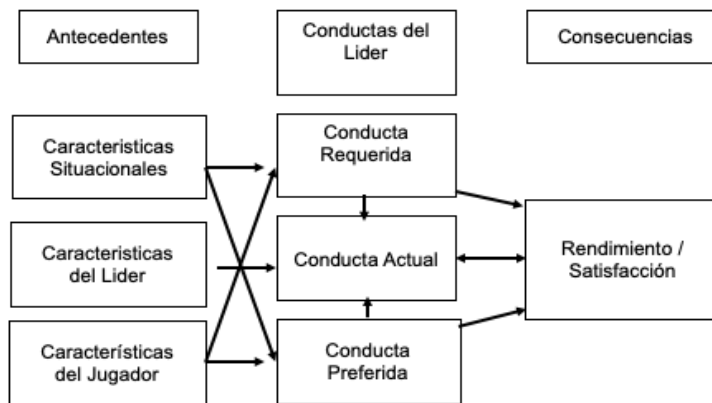 Antecedentes
Conductas del
Lider
Consecuencias
Caracteristicas
Situacionales
Conducta
Requerida
Caracteristicas
del Lider
Conducta Actual
Rendimiento /
Satisfacción
Características
del Jugador
Conducta
Preferida